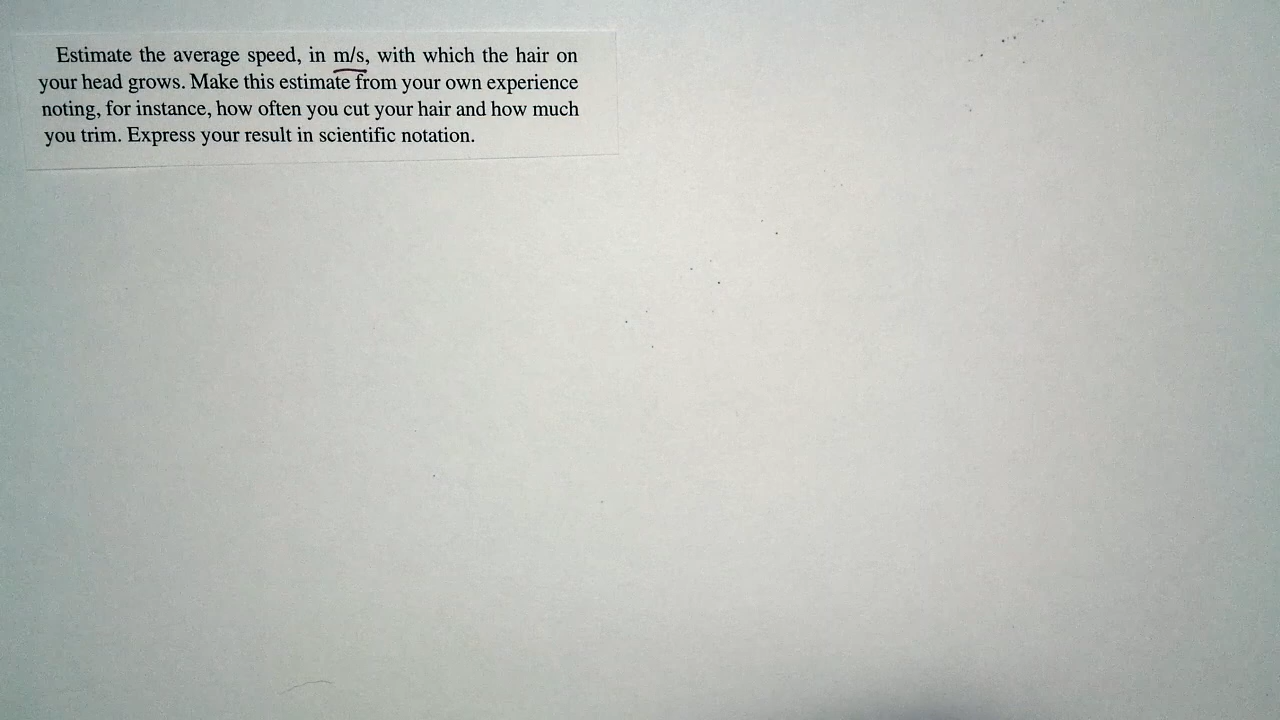 Estimate the average speed, in m/s, with which the hair on
your head grows. Make this estimate from your own experience
noting, for instance, how often you cut your hair and how much
you trim. Express your result in scientific notation.